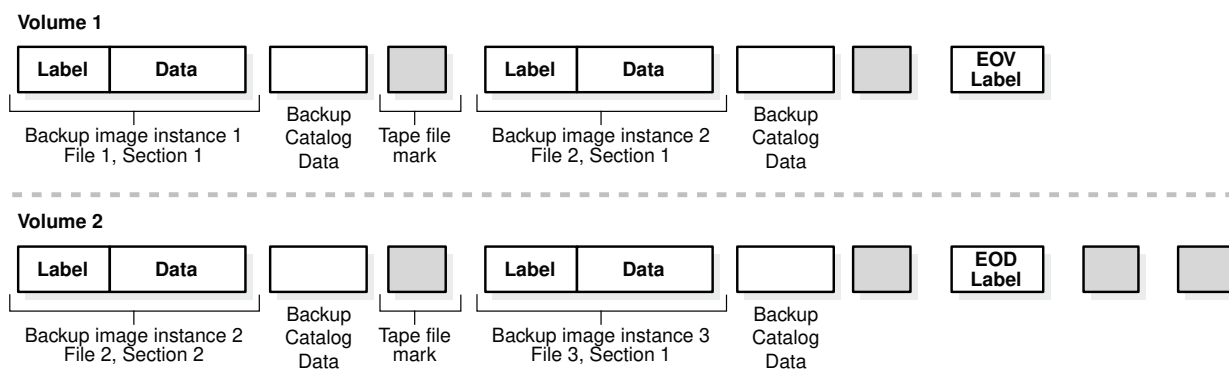 Volume 1
Label Data Label Data EOV
Label
Backup image instance 1
File 1, Section 1
Backup
Catalog
Data
Tape file
mark
Backup image instance 2
File 2, Section 1
Backup
Catalog
Data
Volume 2
Label Data Label Data EOD
Label
Backup image instance 2
File 2, Section 2
Backup
Catalog
Data
Tape file
mark
Backup image instance 3
File 3, Section 1
Backup
Catalog
Data